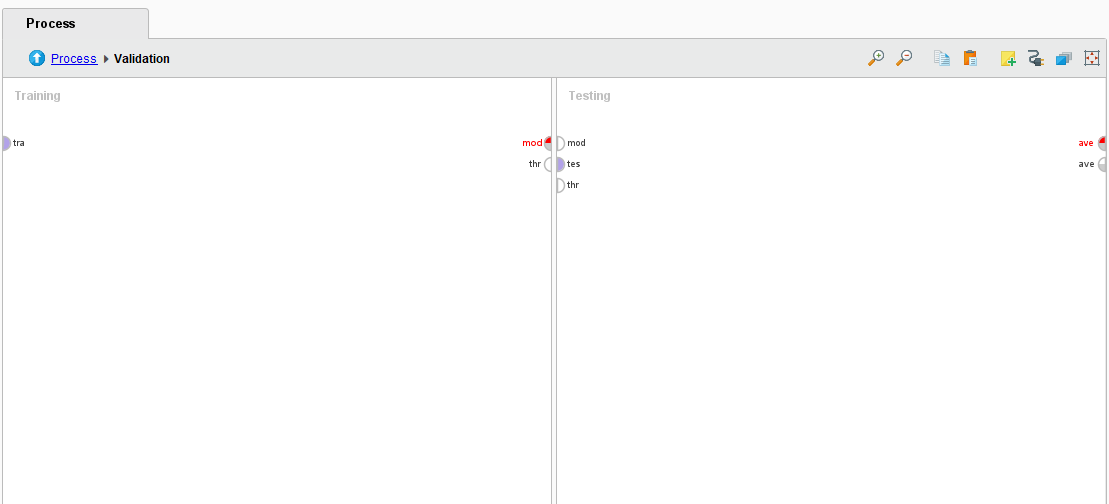 Process
Process Validation
Training
Testing
tra
mod
mod
ave
thr
tes
ave
thr